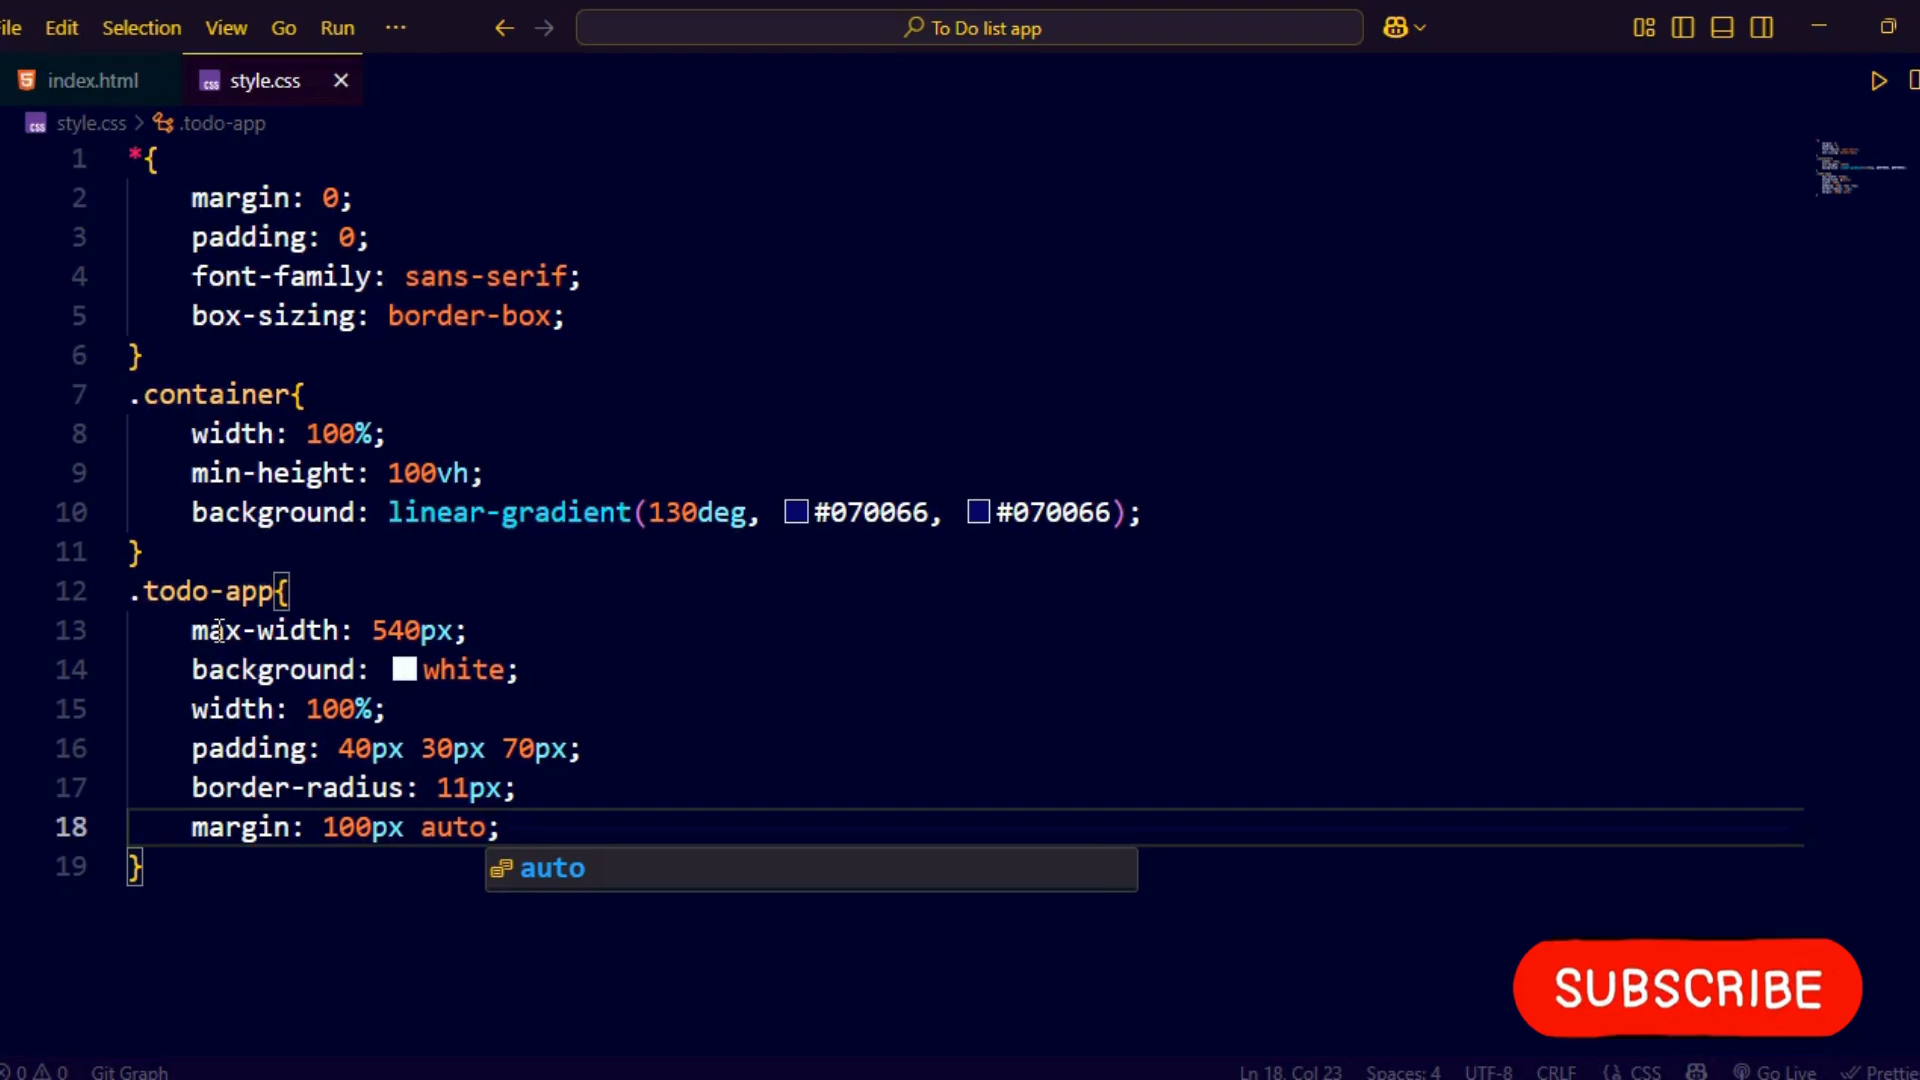 File Edit Selection View Go Run ···
To Do list app
index.html
style.css
style.css > .todo-app
1 *{
2 margin: 0;
3 padding: 0;
4 font-family: sans-serif;
5 box-sizing: border-box;
6 }
7 .container{
8 width: 100%;
9 min-height: 100vh;
10 background: linear-gradient(130deg, #070066, #070066);
11 }
12 .todo-app{
13 max-width: 540px;
14 background: white;
15 width: 100%;
16 padding: 40px 30px 70px;
17 border-radius: 11px;
18 margin: 100px auto;
19 }
auto
SUBSCRIBE
0 0 Git Graph Ln 18, Col 23 Spaces: 4 UTF-8 CRLF {} CSS Go Live Prettie